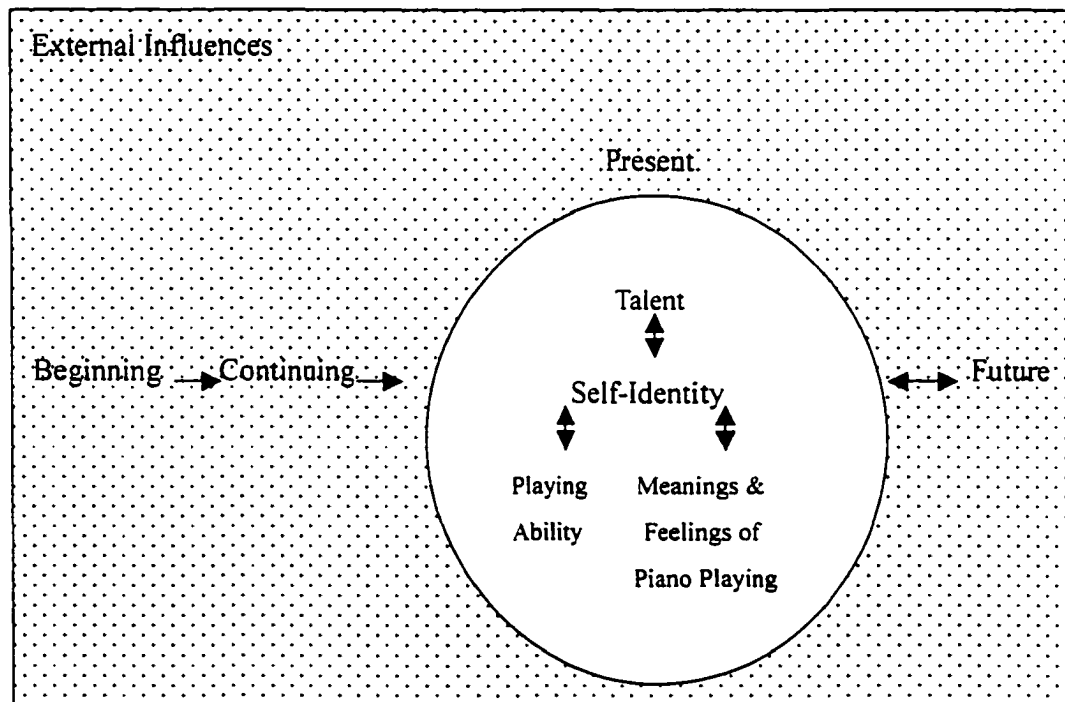 External Influences
Present
Talent
Beginning Continuing Future
Self-Identity
Playing Meanings &
Ability Feelings of
Piano Playing